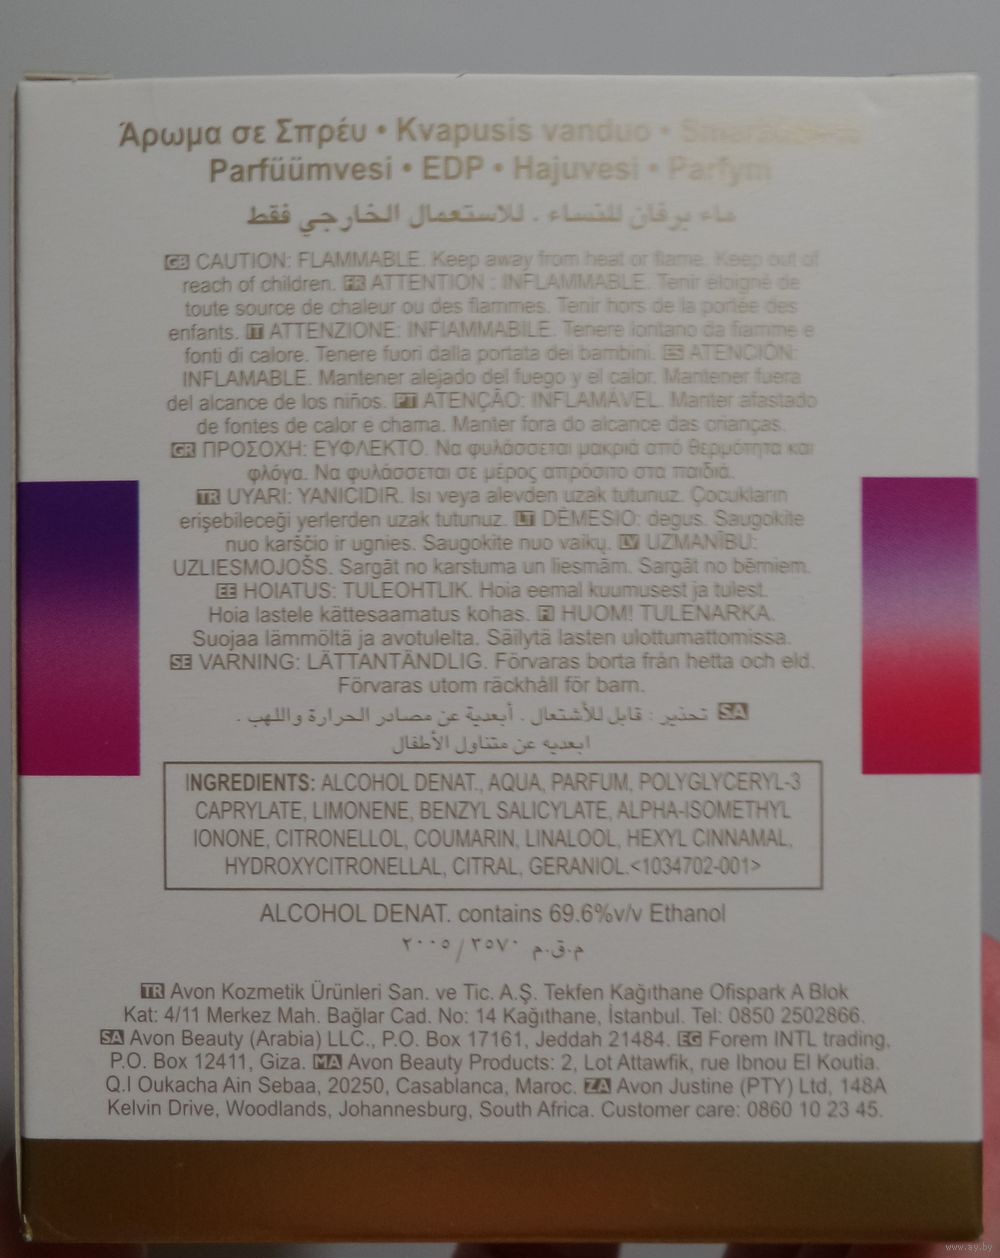 Άρωμα σε Σπρέυ • Kvapusis vanduo •
Parfüümvesi • EDP • Hajuvesi • Parfym
ماء برفان للنساء . للاستعمال الخارجي فقط
GB CAUTION: FLAMMABLE. Keep away from heat or flame. Keep out of
reach of children. FR ATTENTION : INFLAMMABLE. Tenir éloigné de
toute source de chaleur ou des flammes. Tenir hors de la portée des
enfants. IT ATTENZIONE: INFIAMMABILE. Tenere lontano da fiamme e
fonti di calore. Tenere fuori dalla portata dei bambini. ES ATENCIÓN:
INFLAMABLE. Mantener alejado del fuego y el calor. Mantener fuera
del alcance de los niños. PT ATENÇÃO: INFLAMÁVEL. Manter afastado
de fontes de calor e chama. Manter fora do alcance das crianças.
GR ΠΡΟΣΟΧΗ: ΕΥΦΛΕΚΤΟ. Να φυλάσσεται μακριά από θερμότητα και
φλόγα. Να φυλάσσεται σε μέρος απρόσιτο στα παιδιά.
TR UYARI: YANICIDIR. Isı veya alevden uzak tutunuz. Çocukların
erişebileceği yerlerden uzak tutunuz. LT DĖMESIO: degus. Saugokite
nuo karščio ir ugnies. Saugokite nuo vaikų. LV UZMANĪBU:
UZLIESMOJOŠS. Sargāt no karstuma un liesmām. Sargāt no bērniem.
EE HOIATUS: TULEOHTLIK. Hoia eemal kuumusest ja tulest.
Hoia lastele kättesaamatus kohas. FI HUOM! TULENARKA.
Suojaa lämmöltä ja avotulelta. Säilytä lasten ulottumattomissa.
SE VARNING: LÄTTANTÄNDLIG. Förvaras borta från hetta och eld.
Förvaras utom räckhåll för barn.
SA تحذير : قابل للأشتعال . أبعدية عن مصادر الحرارة واللهب .
ابعديه عن متناول الأطفال
INGREDIENTS: ALCOHOL DENAT., AQUA, PARFUM, POLYGLYCERYL-3
CAPRYLATE, LIMONENE, BENZYL SALICYLATE, ALPHA-ISOMETHYL
IONONE, CITRONELLOL, COUMARIN, LINALOOL, HEXYL CINNAMAL,
HYDROXYCITRONELLAL, CITRAL, GERANIOL.<1034702-001>
ALCOHOL DENAT. contains 69.6%v/v Ethanol
م.ق.م ٣٥٧٠ / ٢٠٠٥
TR Avon Kozmetik Ürünleri San. ve Tic. A.Ş. Tekfen Kağıthane Ofispark A Blok
Kat: 4/11 Merkez Mah. Bağlar Cad. No: 14 Kağıthane, İstanbul. Tel: 0850 2502866.
SA Avon Beauty (Arabia) LLC., P.O. Box 17161, Jeddah 21484. EG Forem INTL trading,
P.O. Box 12411, Giza. MA Avon Beauty Products: 2, Lot Attawfik, rue Ibnou El Koutia.
Q.I Oukacha Ain Sebaa, 20250, Casablanca, Maroc. ZA Avon Justine (PTY) Ltd, 148A
Kelvin Drive, Woodlands, Johannesburg, South Africa. Customer care: 0860 10 23 45.
www.ay.by